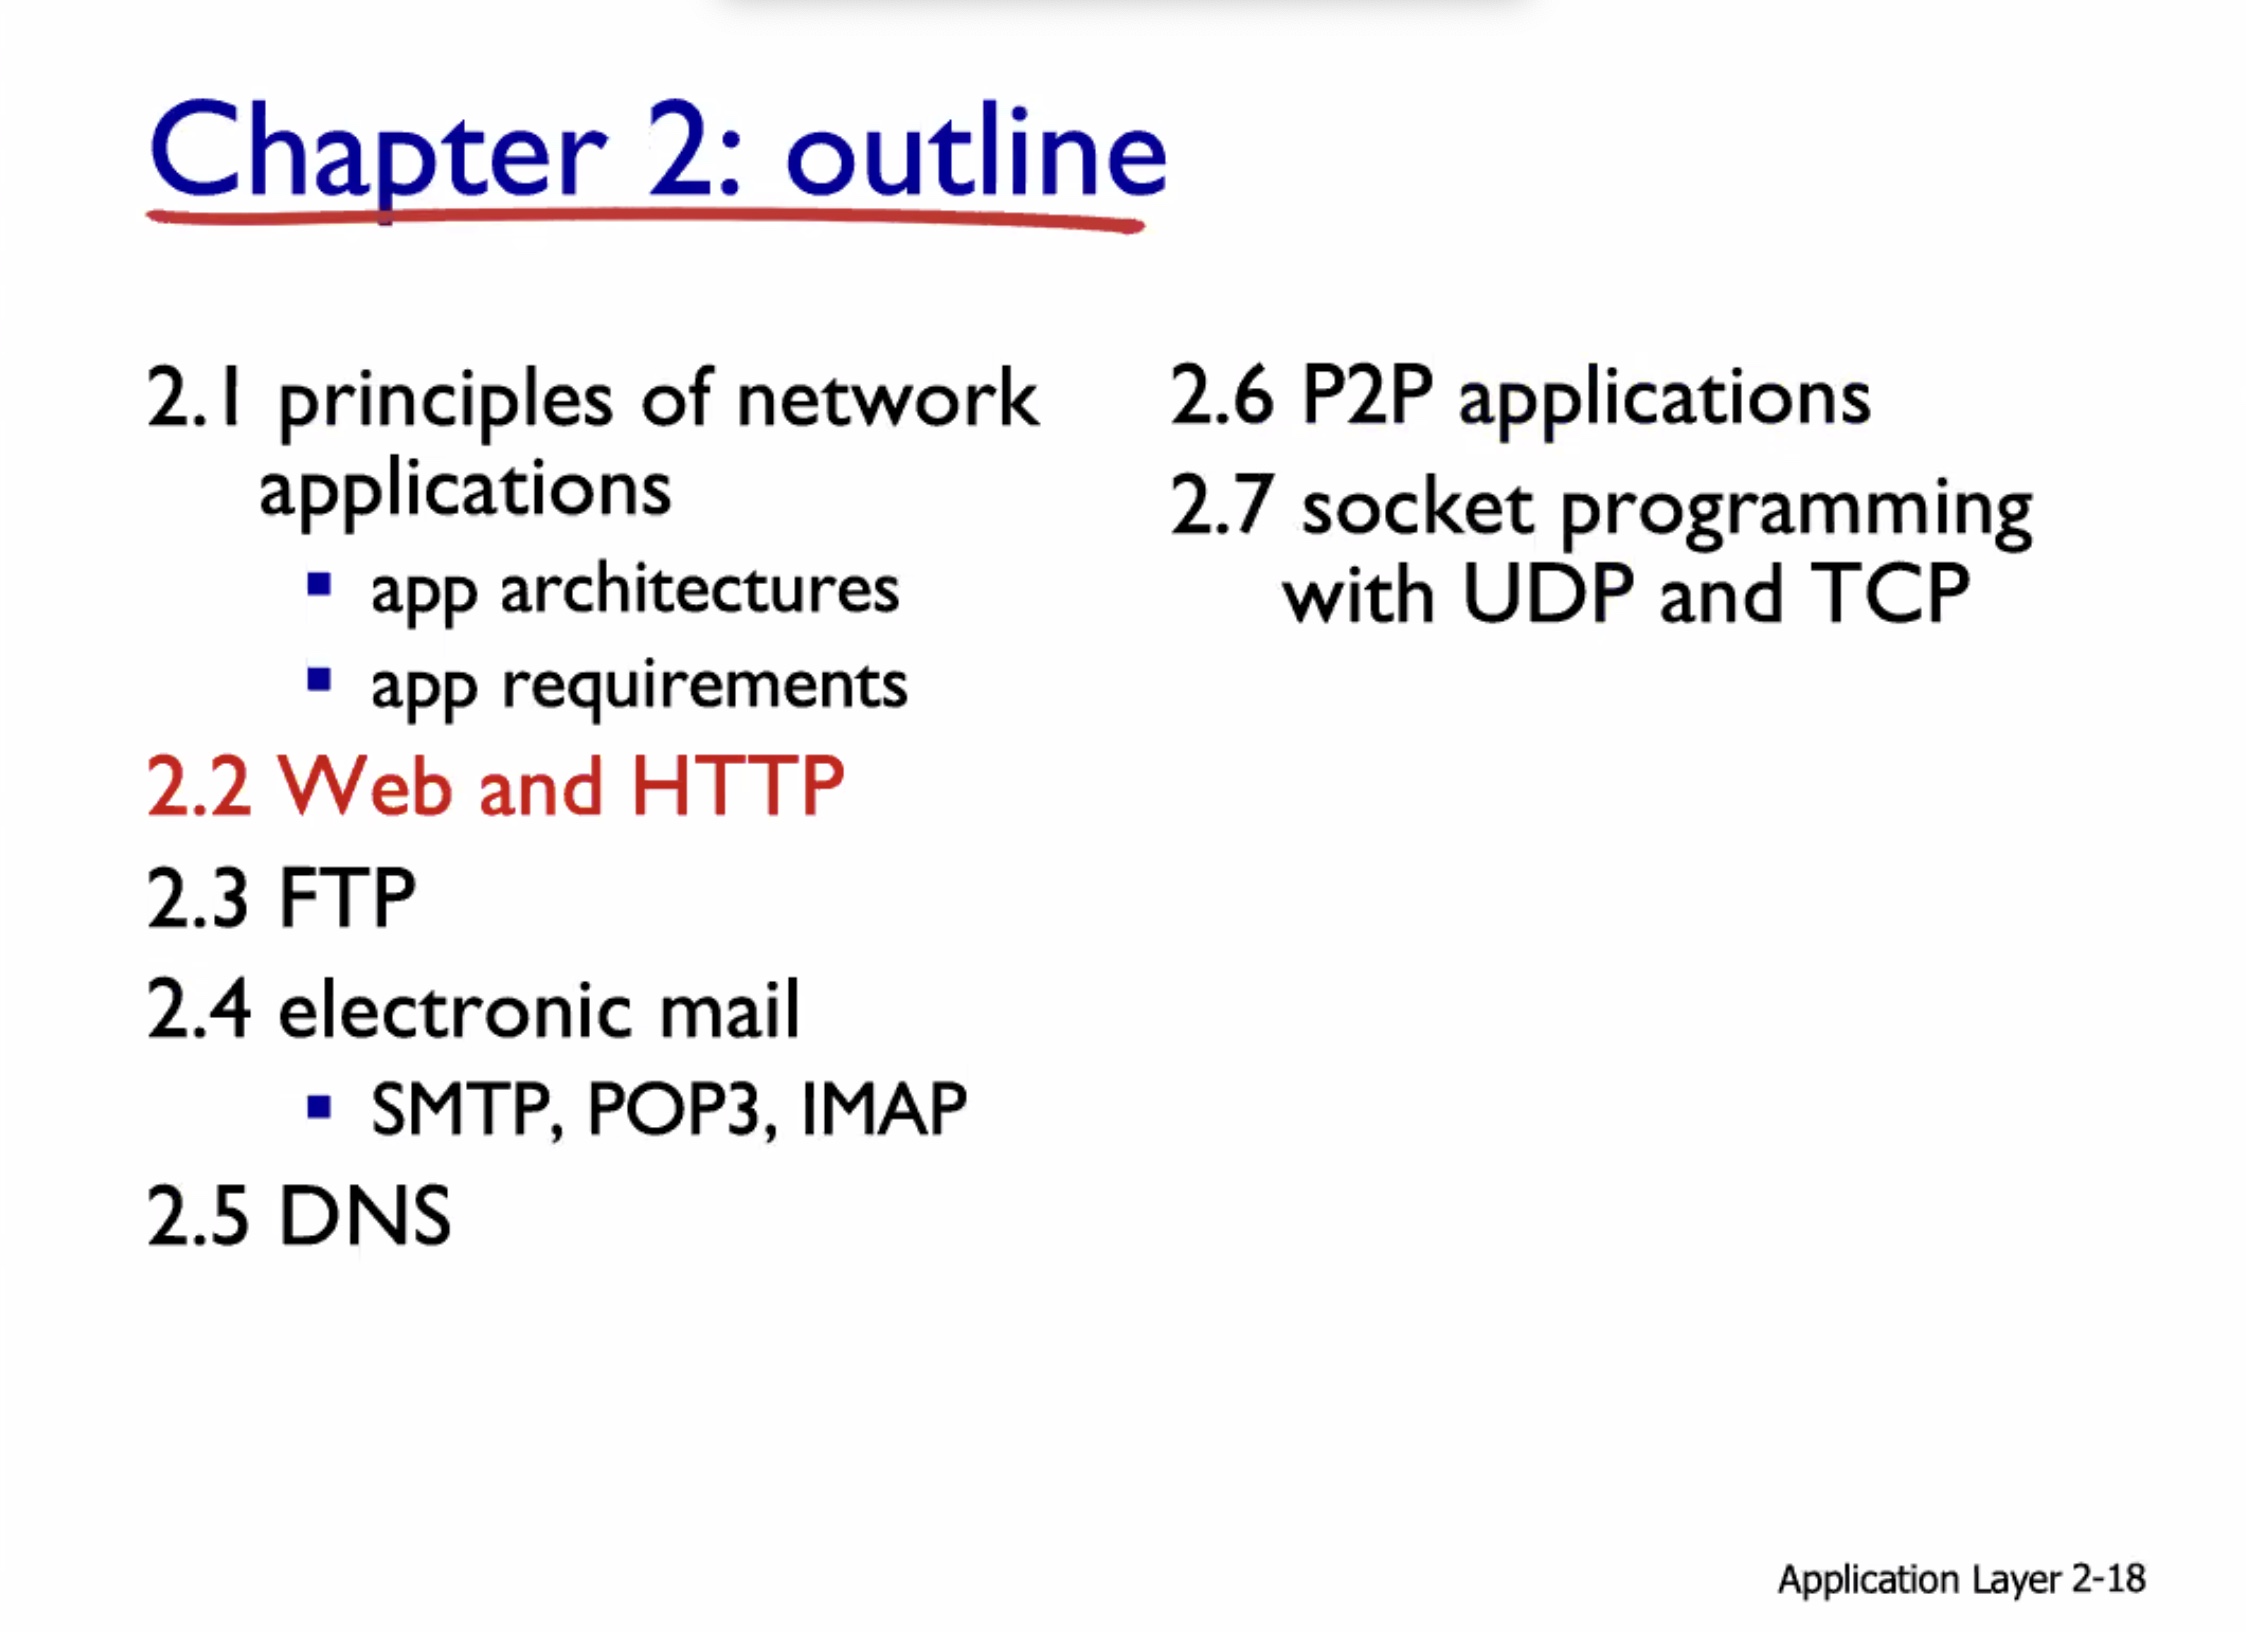 Chapter 2: outline
2.1 principles of network
applications
▪ app architectures
▪ app requirements
2.2 Web and HTTP
2.3 FTP
2.4 electronic mail
▪ SMTP, POP3, IMAP
2.5 DNS
2.6 P2P applications
2.7 socket programming
with UDP and TCP
Application Layer 2-18